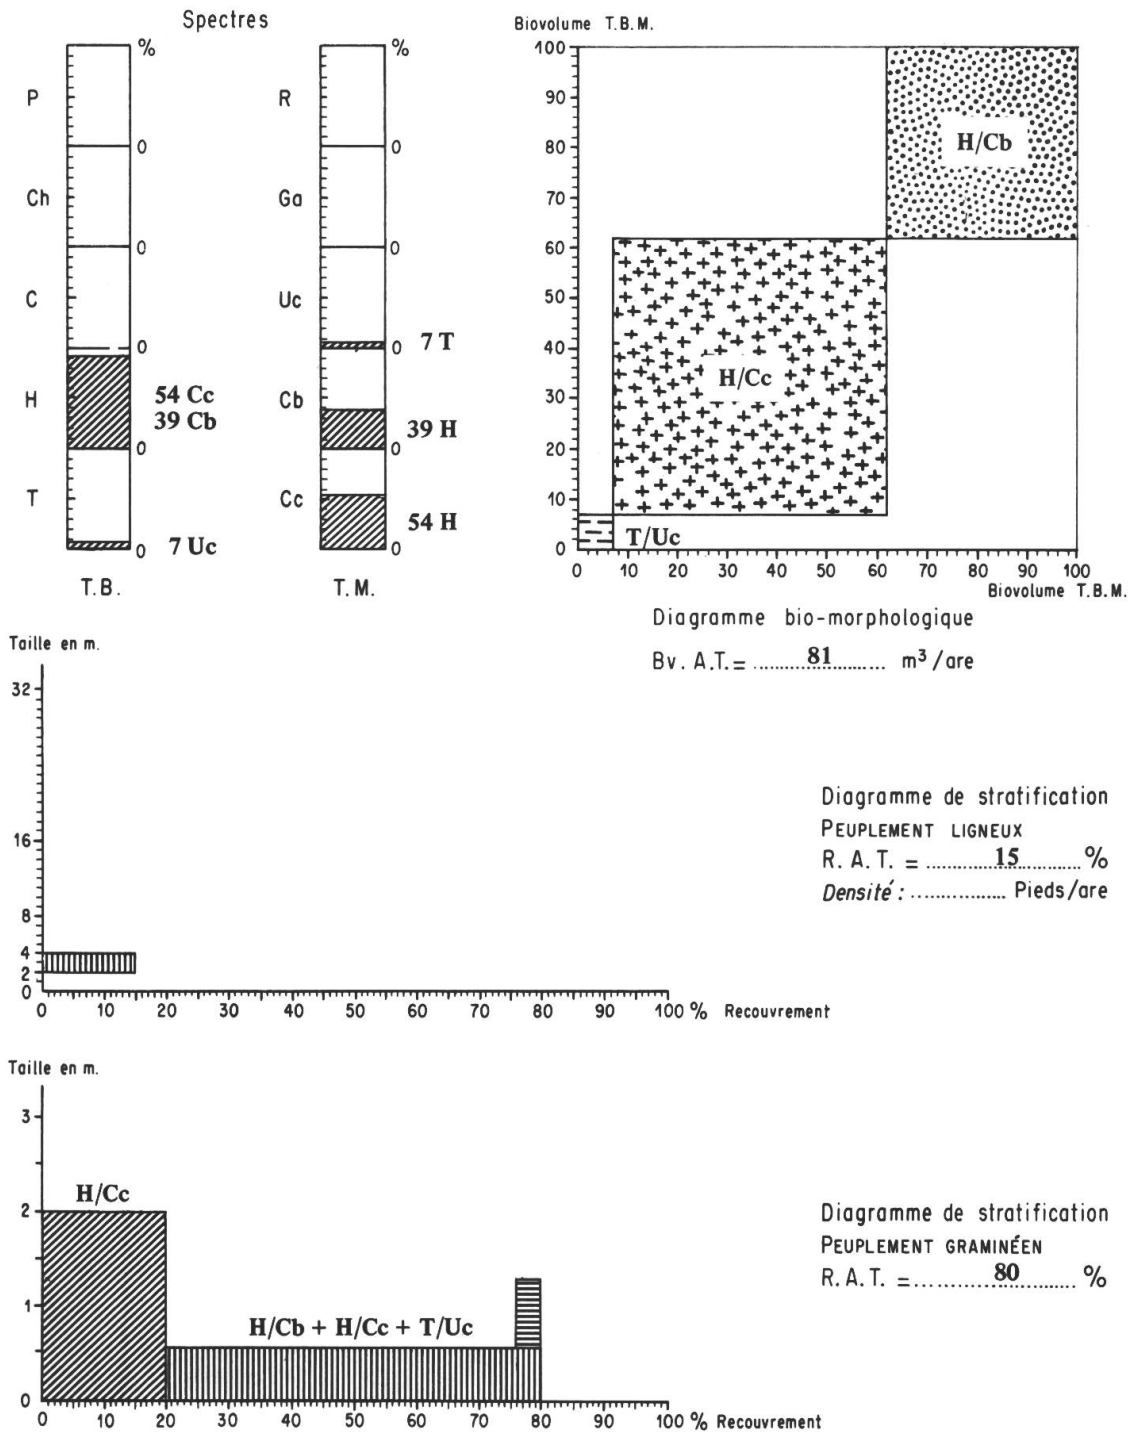 Spectres
%
P
0
Ch
0
C
0
H
54 Cc
39 Cb
0
T
7 Uc
0
T.B.
%
R
0
Ga
0
Uc
7 T
0
Cb
39 H
0
Cc
54 H
0
T.M.
Biovolume T.B.M.
100
90
80
70
60
50
40
30
20
10
0
H/Cb
H/Cc
T/Uc
0 10 20 30 40 50 60 70 80 90 100
Biovolume T.B.M.
Diagramme bio-morphologique
Bv. A.T. = 81 m³/are
Taille en m.
32
16
8
4
2
0
0 10 20 30 40 50 60 70 80 90 100 % Recouvrement
Diagramme de stratification
PEUPLEMENT LIGNEUX
R. A. T. = 15 %
Densité : Pieds/are
Taille en m.
3
2
1
0
H/Cc
H/Cb + H/Cc + T/Uc
0 10 20 30 40 50 60 70 80 90 100 % Recouvrement
Diagramme de stratification
PEUPLEMENT GRAMINÉEN
R.A.T. = 80 %